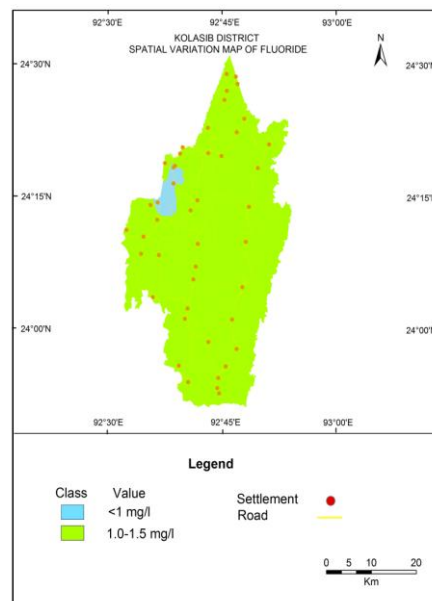 KOLASIB DISTRICT
SPATIAL VARIATION MAP OF FLUORIDE
N
92°30'E 92°45'E 93°00'E
24°30'N 24°30'N
24°15'N 24°15'N
24°00'N 24°00'N
92°30'E 92°45'E 93°00'E
Legend
Class Value
<1 mg/l
1.0-1.5 mg/l
Settlement
Road
0 5 10 20
Km